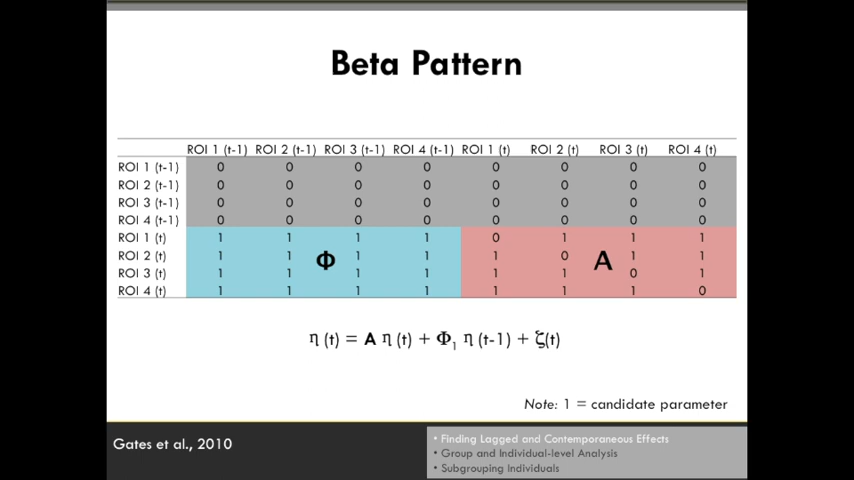 Beta Pattern
ROI 1 (t-1) ROI 2 (t-1) ROI 3 (t-1) ROI 4 (t-1) ROI 1 (t) ROI 2 (t) ROI 3 (t) ROI 4 (t)
ROI 1 (t-1) 0 0 0 0 0 0 0 0
ROI 2 (t-1) 0 0 0 0 0 0 0 0
ROI 3 (t-1) 0 0 0 0 0 0 0 0
ROI 4 (t-1) 0 0 0 0 0 0 0 0
ROI 1 (t) 1 1 1 1 0 1 1 1
ROI 2 (t) 1 1 Φ 1 1 1 0 A 1 1
ROI 3 (t) 1 1 1 1 1 1 0 1
ROI 4 (t) 1 1 1 1 1 1 1 0
η (t) = A η (t) + Φ₁ η (t-1) + ζ(t)
Note: 1 = candidate parameter
Gates et al., 2010
• Finding Lagged and Contemporaneous Effects
• Group and Individual-level Analysis
• Subgrouping Individuals